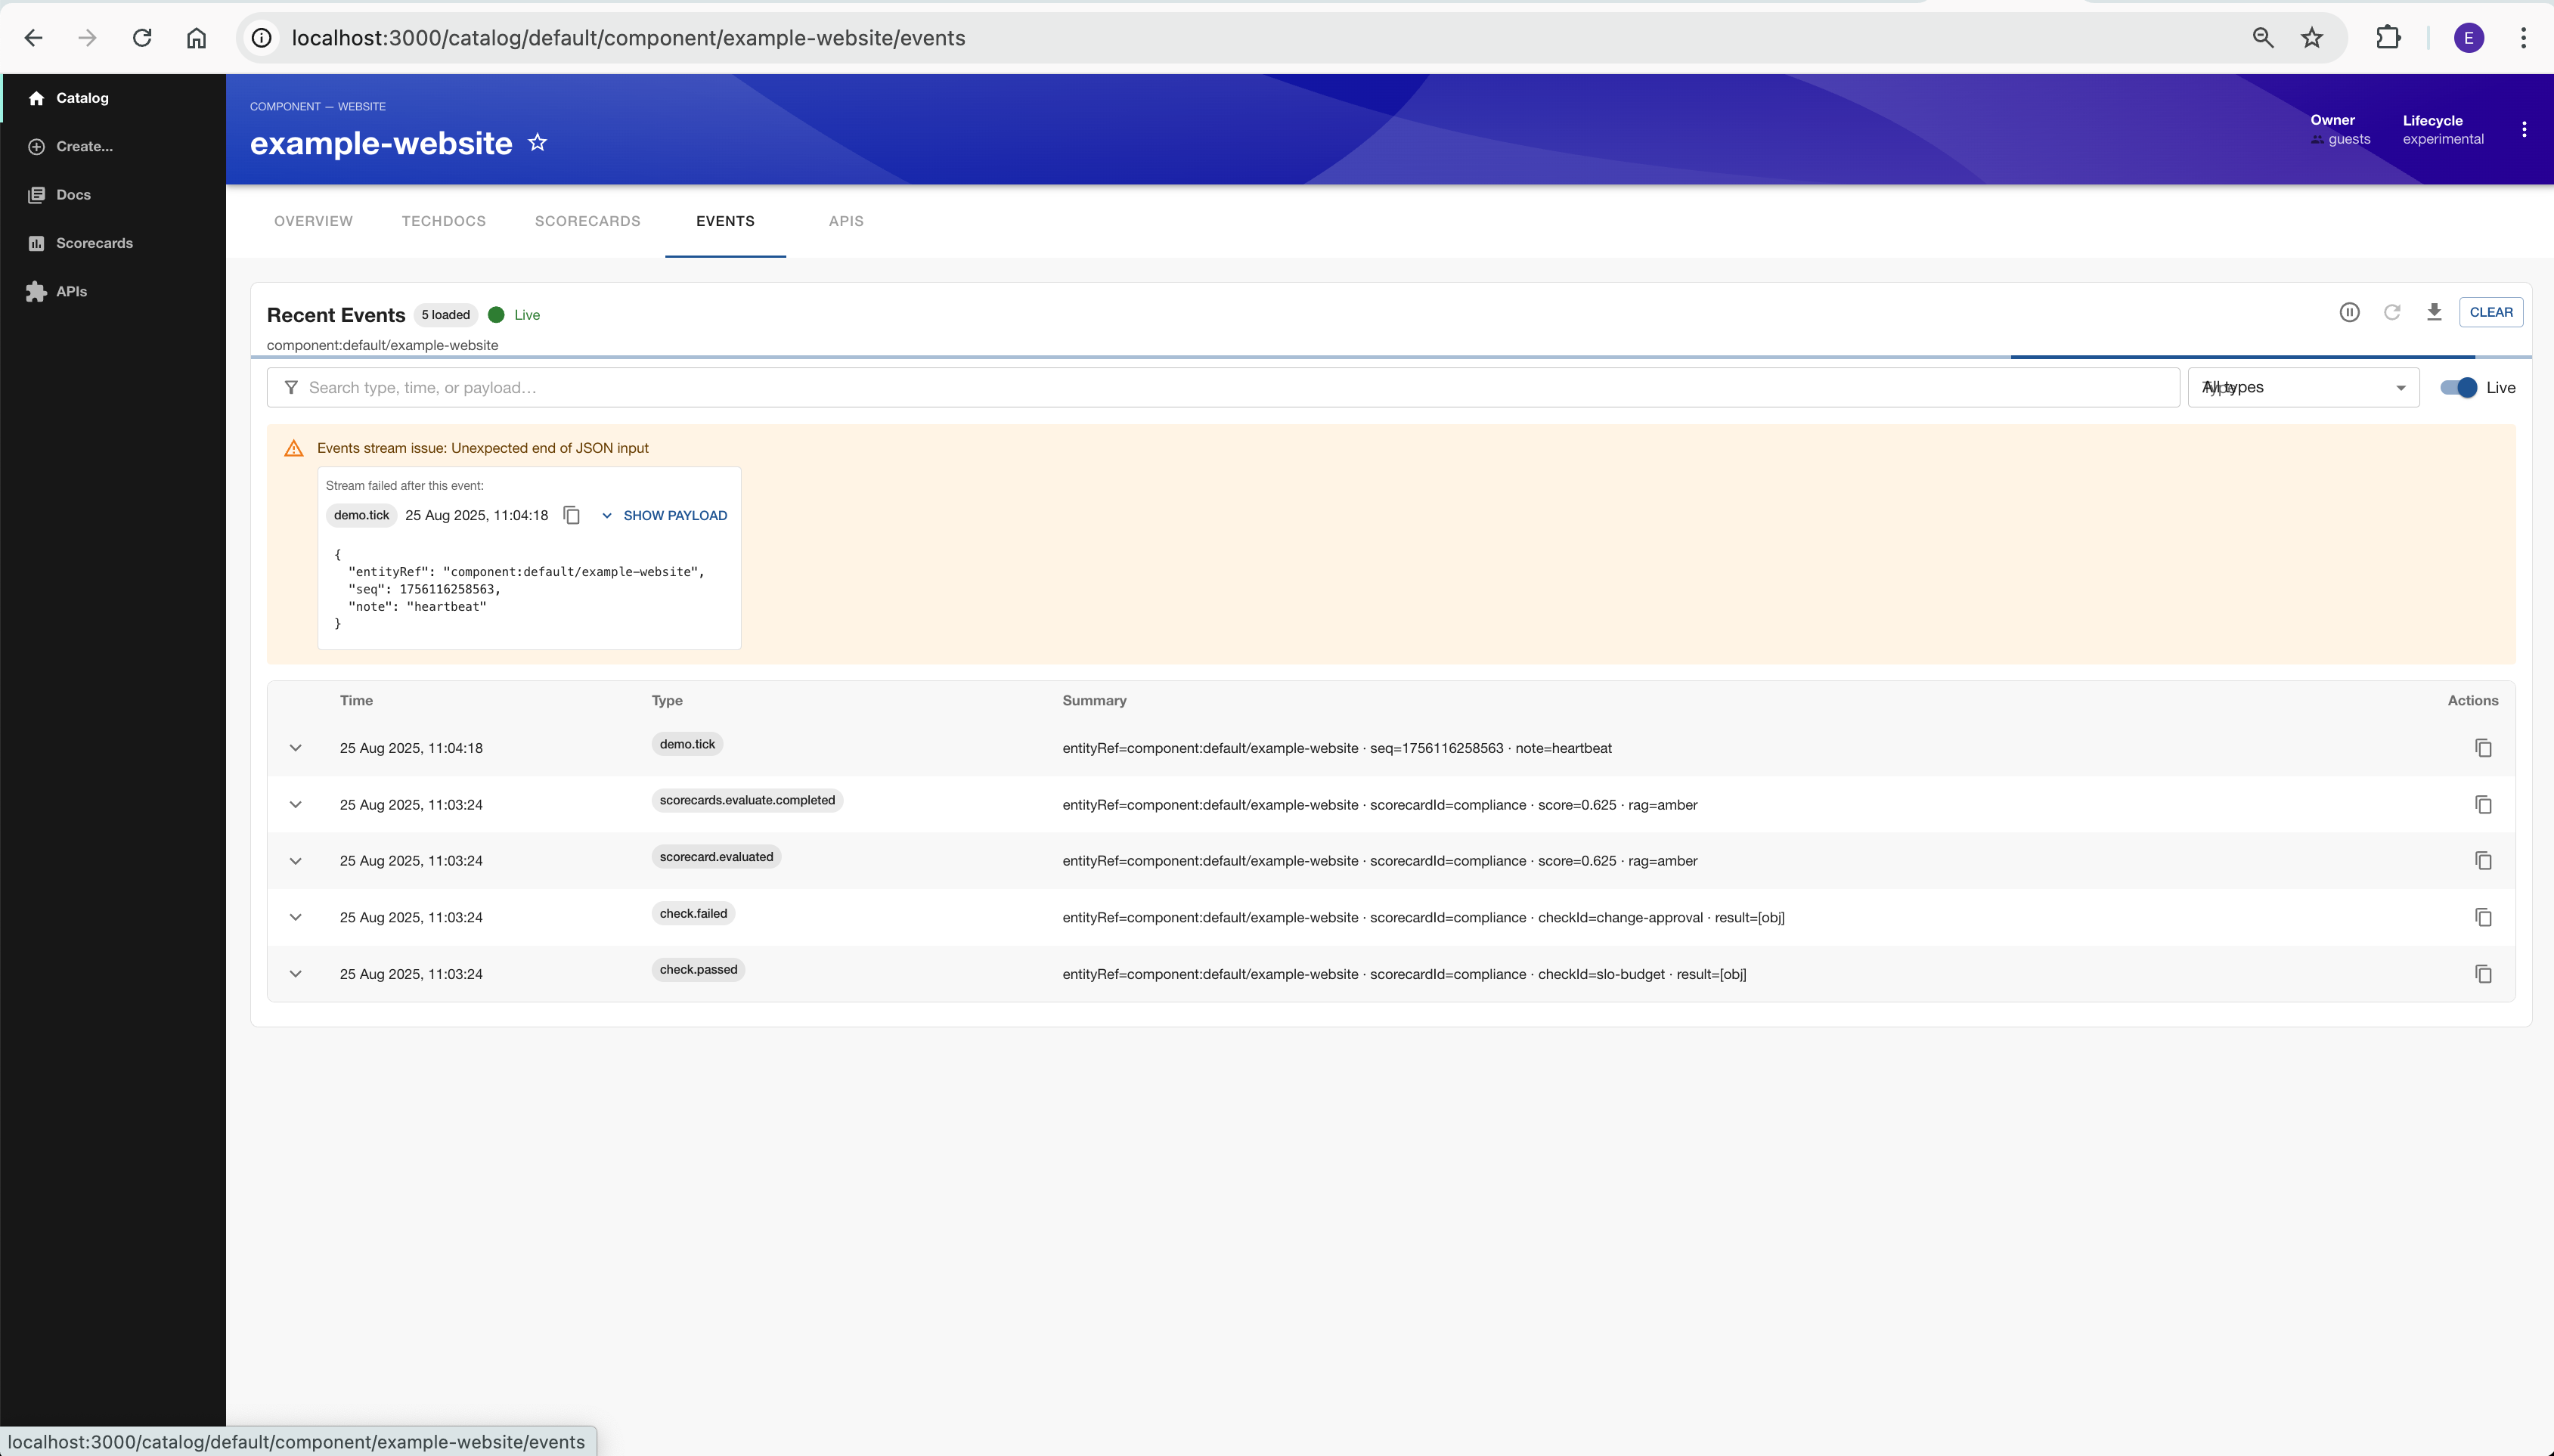 localhost:3000/catalog/default/component/example-website/events
E
Catalog
Create...
Docs
Scorecards
APIs
COMPONENT — WEBSITE
example-website
Owner
guests
Lifecycle
experimental
OVERVIEW
TECHDOCS
SCORECARDS
EVENTS
APIS
Recent Events
5 loaded
Live
CLEAR
component:default/example-website
Search type, time, or payload…
Type
All types
Live
Events stream issue: Unexpected end of JSON input
Stream failed after this event:
demo.tick 25 Aug 2025, 11:04:18 SHOW PAYLOAD
{
"entityRef": "component:default/example-website",
"seq": 1756116258563,
"note": "heartbeat"
}
Time Type Summary Actions
25 Aug 2025, 11:04:18 demo.tick entityRef=component:default/example-website · seq=1756116258563 · note=heartbeat
25 Aug 2025, 11:03:24 scorecards.evaluate.completed entityRef=component:default/example-website · scorecardId=compliance · score=0.625 · rag=amber
25 Aug 2025, 11:03:24 scorecard.evaluated entityRef=component:default/example-website · scorecardId=compliance · score=0.625 · rag=amber
25 Aug 2025, 11:03:24 check.failed entityRef=component:default/example-website · scorecardId=compliance · checkId=change-approval · result=[obj]
25 Aug 2025, 11:03:24 check.passed entityRef=component:default/example-website · scorecardId=compliance · checkId=slo-budget · result=[obj]
localhost:3000/catalog/default/component/example-website/events